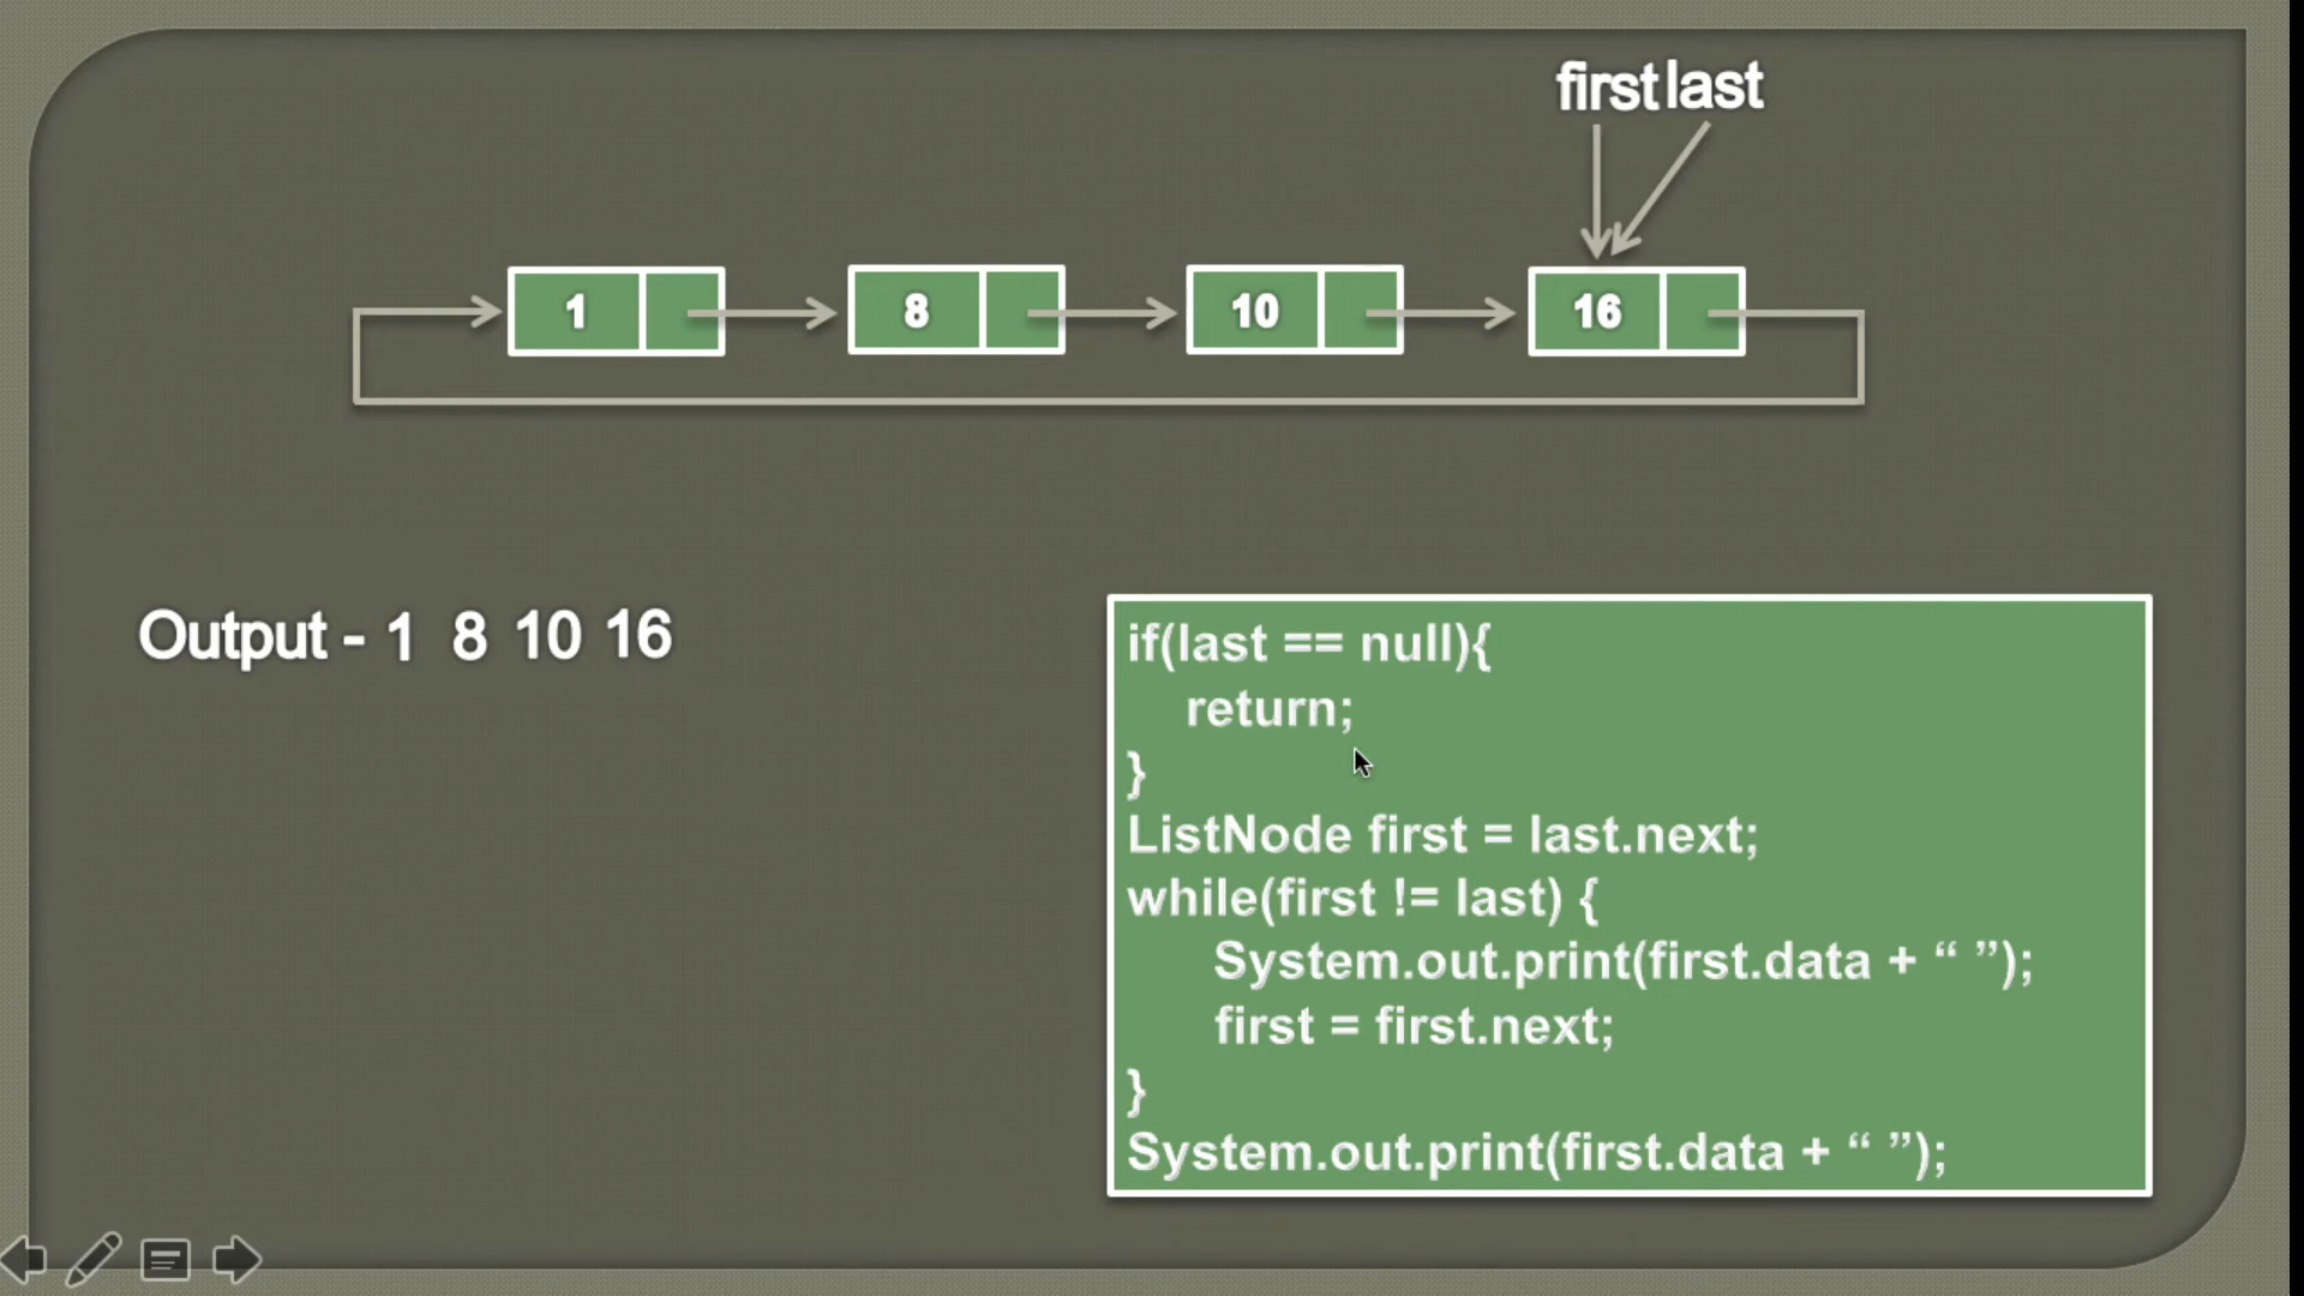 first last
1 8 10 16
Output - 1 8 10 16
if(last == null){
return;
}
ListNode first = last.next;
while(first != last) {
System.out.print(first.data + “ ”);
first = first.next;
}
System.out.print(first.data + “ ”);